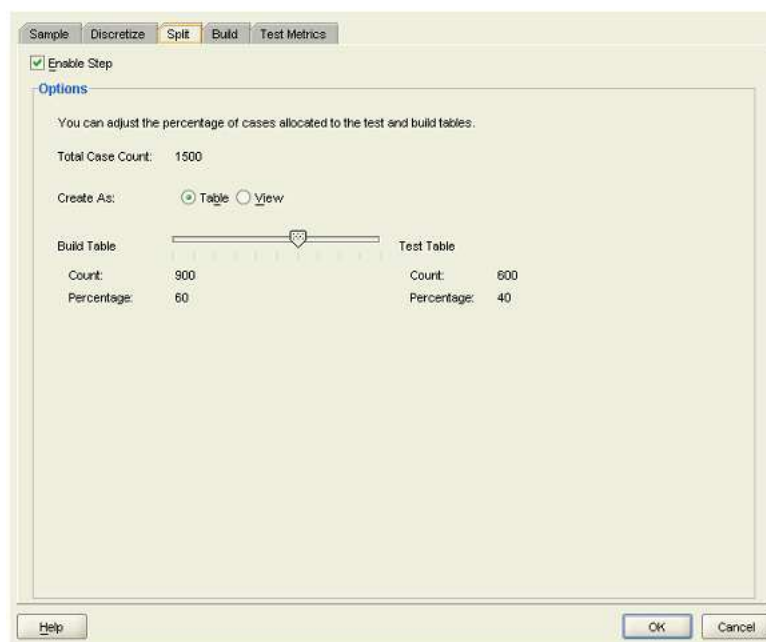 Sample Discretize Split Build Test Metrics
Enable Step
Options
You can adjust the percentage of cases allocated to the test and build tables.
Total Case Count: 1500
Create As: Table View
Build Table Test Table
Count: 900 Count: 600
Percentage: 60 Percentage: 40
Help OK Cancel